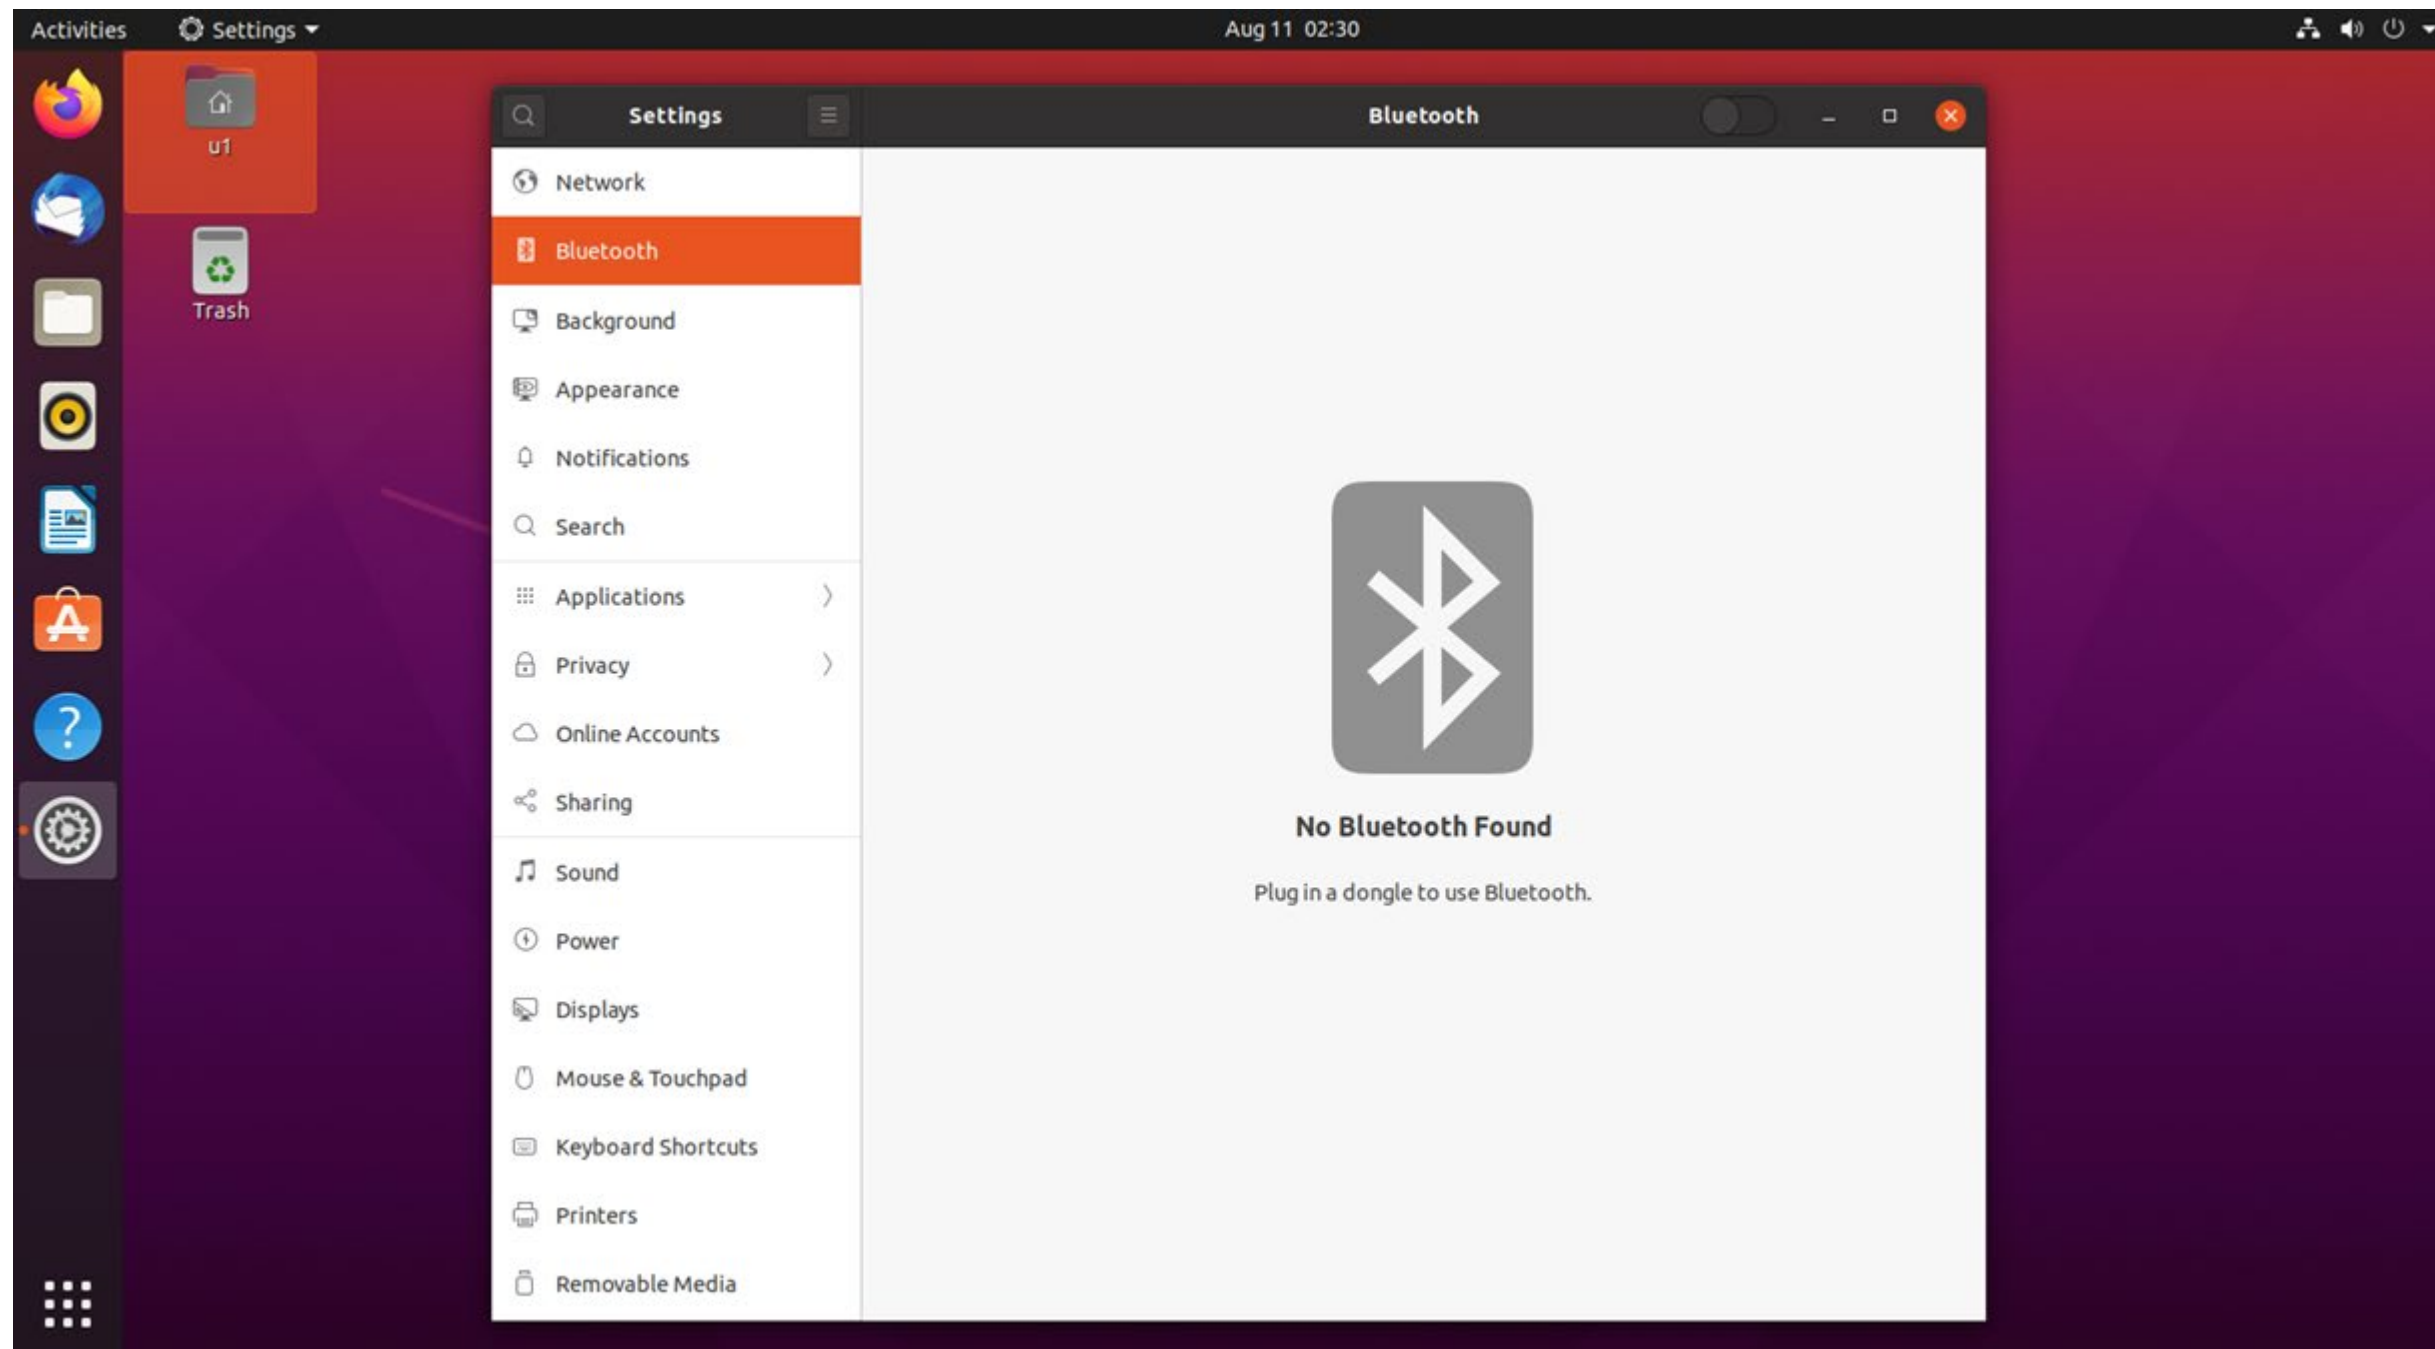 Activities
Settings
Aug 11 02:30
u1
Trash
Settings
Bluetooth
Network
Bluetooth
Background
Appearance
Notifications
Search
Applications
Privacy
Online Accounts
Sharing
Sound
Power
Displays
Mouse & Touchpad
Keyboard Shortcuts
Printers
Removable Media
No Bluetooth Found
Plug in a dongle to use Bluetooth.